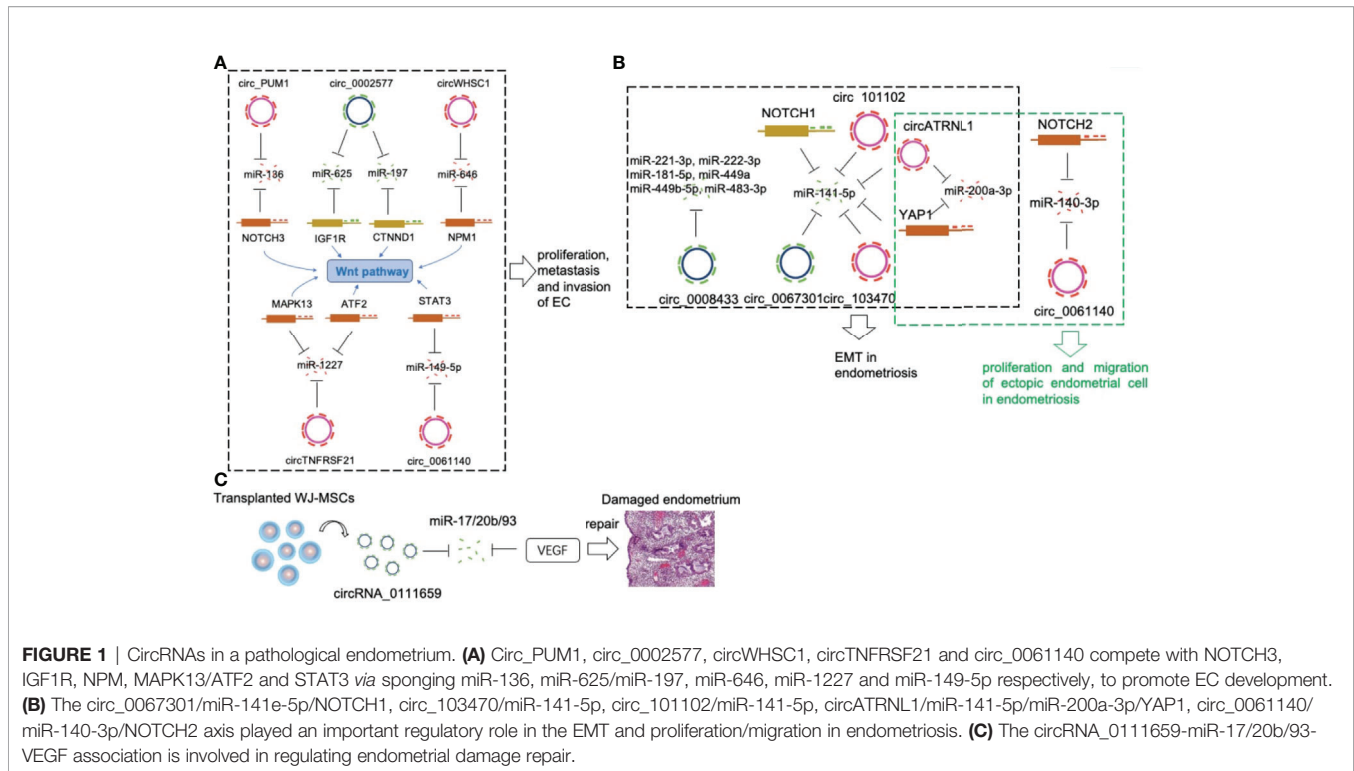 A
circ_PUM1 circ_0002577 circWHSC1
miR-136 miR-625 miR-197 miR-646
NOTCH3 IGF1R CTNND1 NPM1
Wnt pathway
MAPK13 ATF2 STAT3
miR-1227 miR-149-5p
circTNFRSF21 circ_0061140
proliferation,
metastasis
and invasion
of EC
B
circ_101102
NOTCH1
circATRNL1
NOTCH2
miR-221-3p, miR-222-3p
miR-181-5p, miR-449a
miR-449b-5p, miR-483-3p
miR-141-5p
miR-200a-3p
miR-140-3p
YAP1
circ_0008433 circ_0067301 circ_103470
circ_0061140
EMT in
endometriosis
proliferation and migration
of ectopic endometrial cell
in endometriosis
C
Transplanted WJ-MSCs
miR-17/20b/93
Damaged endometrium
repair
VEGF
circRNA_0111659
FIGURE 1 | CircRNAs in a pathological endometrium. (A) Circ_PUM1, circ_0002577, circWHSC1, circTNFRSF21 and circ_0061140 compete with NOTCH3,
IGF1R, NPM, MAPK13/ATF2 and STAT3 via sponging miR-136, miR-625/miR-197, miR-646, miR-1227 and miR-149-5p respectively, to promote EC development.
(B) The circ_0067301/miR-141e-5p/NOTCH1, circ_103470/miR-141-5p, circ_101102/miR-141-5p, circATRNL1/miR-141-5p/miR-200a-3p/YAP1, circ_0061140/
miR-140-3p/NOTCH2 axis played an important regulatory role in the EMT and proliferation/migration in endometriosis. (C) The circRNA_0111659-miR-17/20b/93-
VEGF association is involved in regulating endometrial damage repair.